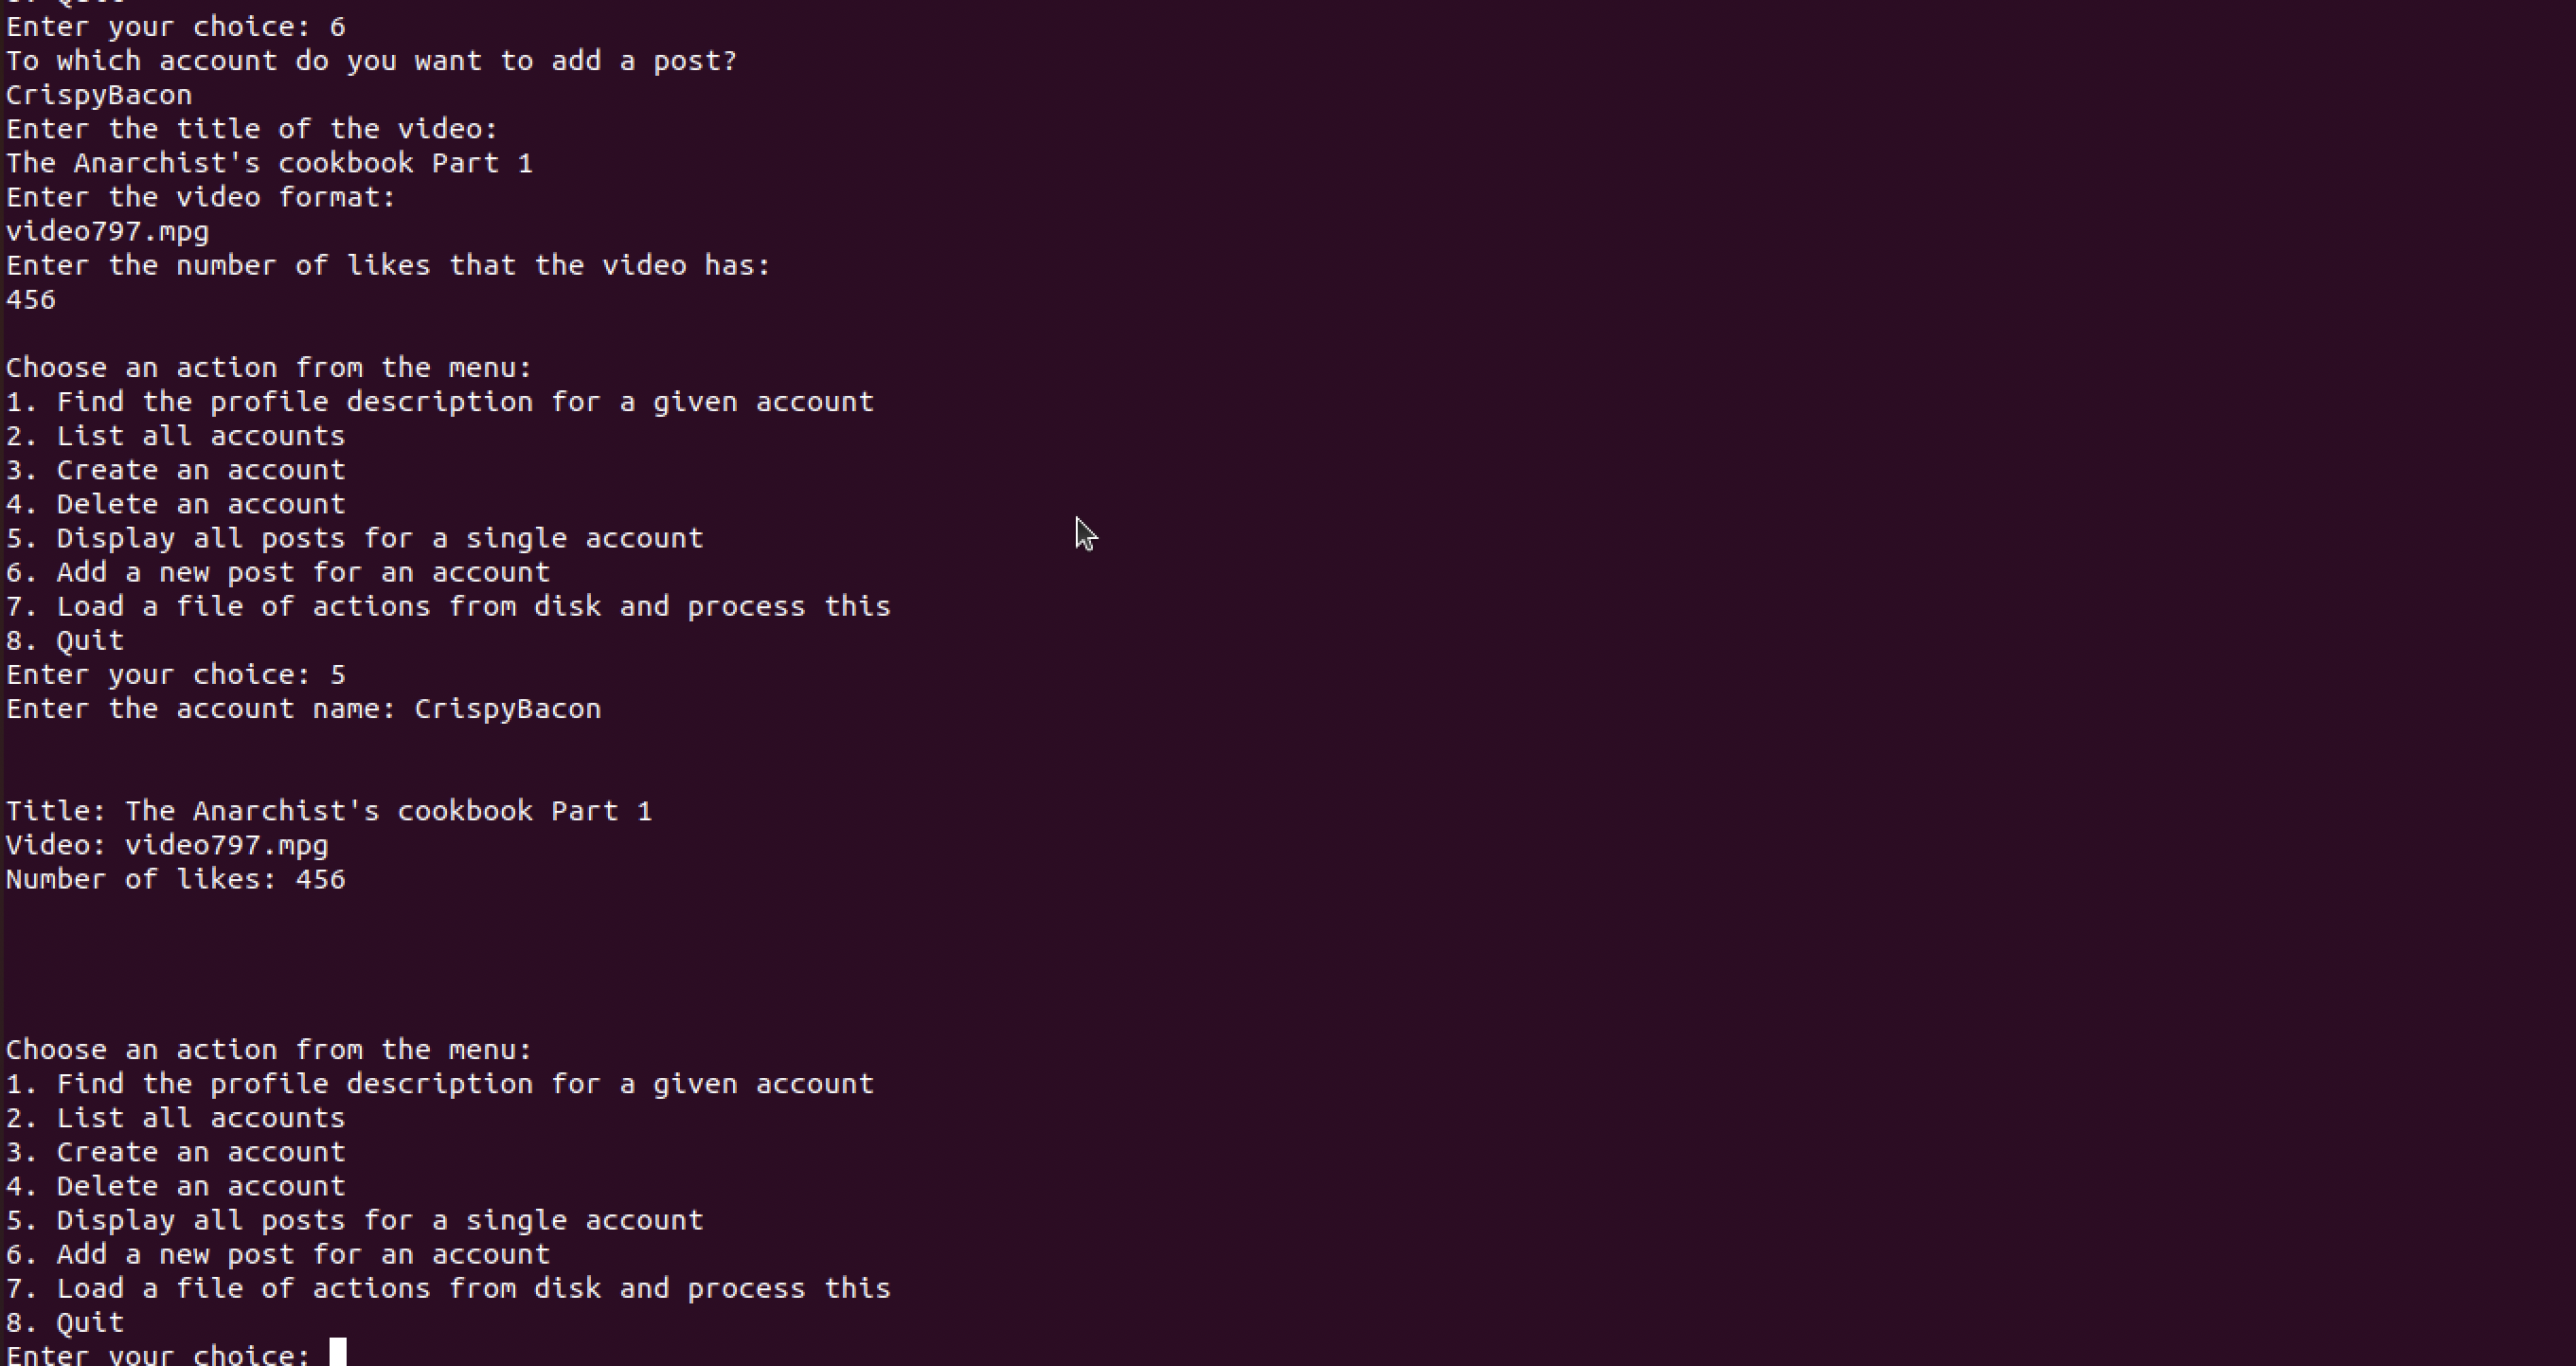 Enter your choice: 6
To which account do you want to add a post?
CrispyBacon
Enter the title of the video:
The Anarchist's cookbook Part 1
Enter the video format:
video797.mpg
Enter the number of likes that the video has:
456
Choose an action from the menu:
1. Find the profile description for a given account
2. List all accounts
3. Create an account
4. Delete an account
5. Display all posts for a single account
6. Add a new post for an account
7. Load a file of actions from disk and process this
8. Quit
Enter your choice: 5
Enter the account name: CrispyBacon
Title: The Anarchist's cookbook Part 1
Video: video797.mpg
Number of likes: 456
Choose an action from the menu:
1. Find the profile description for a given account
2. List all accounts
3. Create an account
4. Delete an account
5. Display all posts for a single account
6. Add a new post for an account
7. Load a file of actions from disk and process this
8. Quit
Enter your choice: